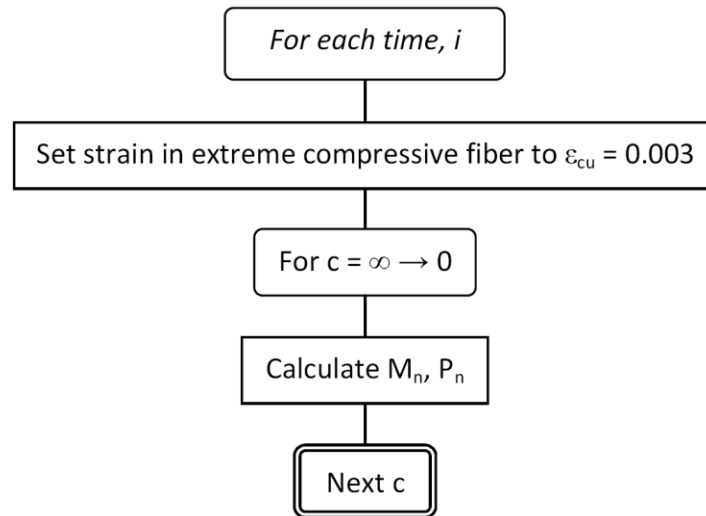 For each time, i
Set strain in extreme compressive fiber to εcu = 0.003
For c = ∞ → 0
Calculate Mn, Pn
Next c